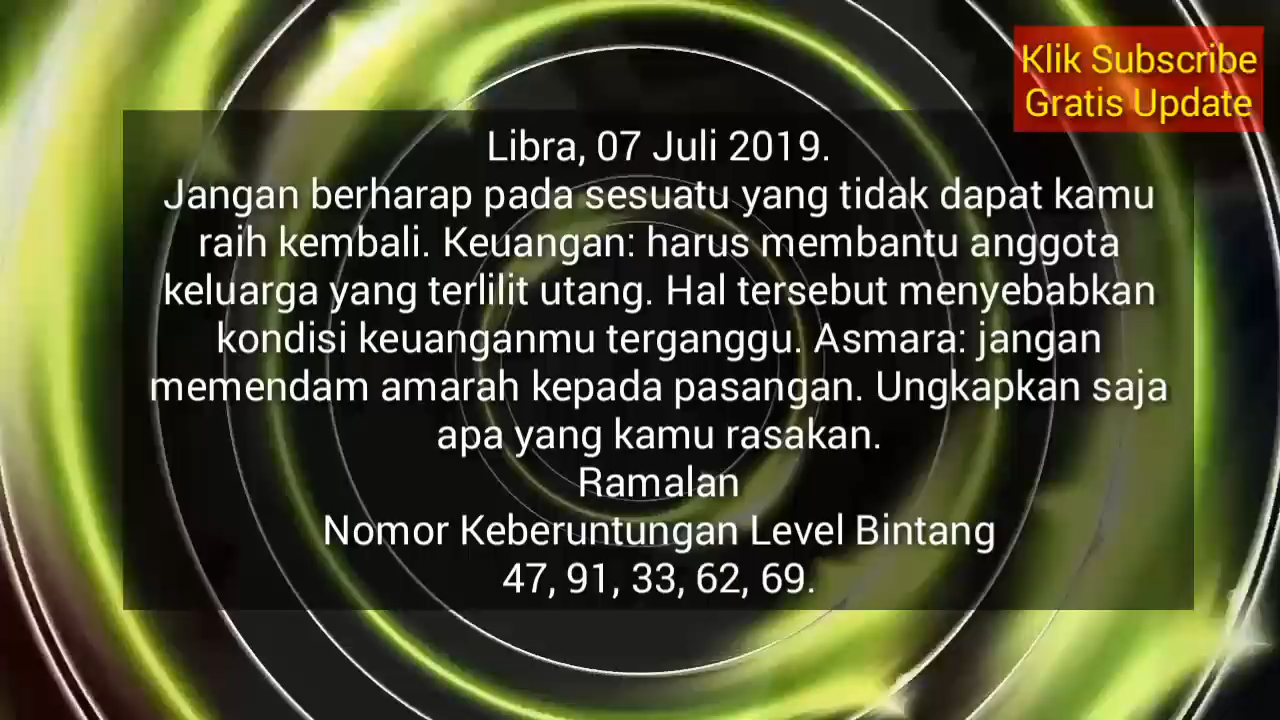 Klik Subscribe
Gratis Update
Libra, 07 Juli 2019.
Jangan berharap pada sesuatu yang tidak dapat kamu
raih kembali. Keuangan: harus membantu anggota
keluarga yang terlilit utang. Hal tersebut menyebabkan
kondisi keuanganmu terganggu. Asmara: jangan
memendam amarah kepada pasangan. Ungkapkan saja
apa yang kamu rasakan.
Ramalan
Nomor Keberuntungan Level Bintang
47, 91, 33, 62, 69.